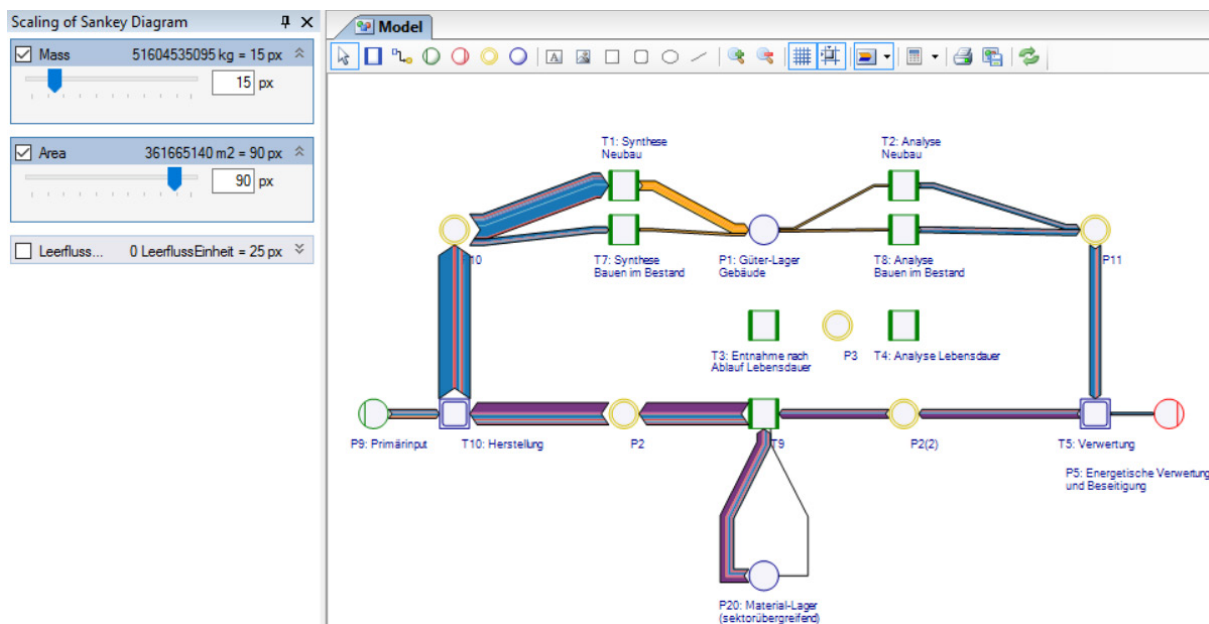 Scaling of Sankey Diagram
Mass 51604535095 kg = 15 px
15 px
Area 361665140 m2 = 90 px
90 px
Leerfluss... 0 LeerflussEinheit = 25 px
Model
A
T1: Synthese
Neubau
T2: Analyse
Neubau
10
T7: Synthese
Bauen im Bestand
P1: Güter-Lager
Gebäude
T8: Analyse
Bauen im Bestand
P11
T3: Entnahme nach
Ablauf Lebensdauer
P3
T4: Analyse Lebensdauer
P9: Primärinput
T10: Herstellung
P2
T9
P2(2)
T5: Verwertung
P5: Energetische Verwertung
und Beseitigung
P20: Material-Lager
(sektorübergreifend)